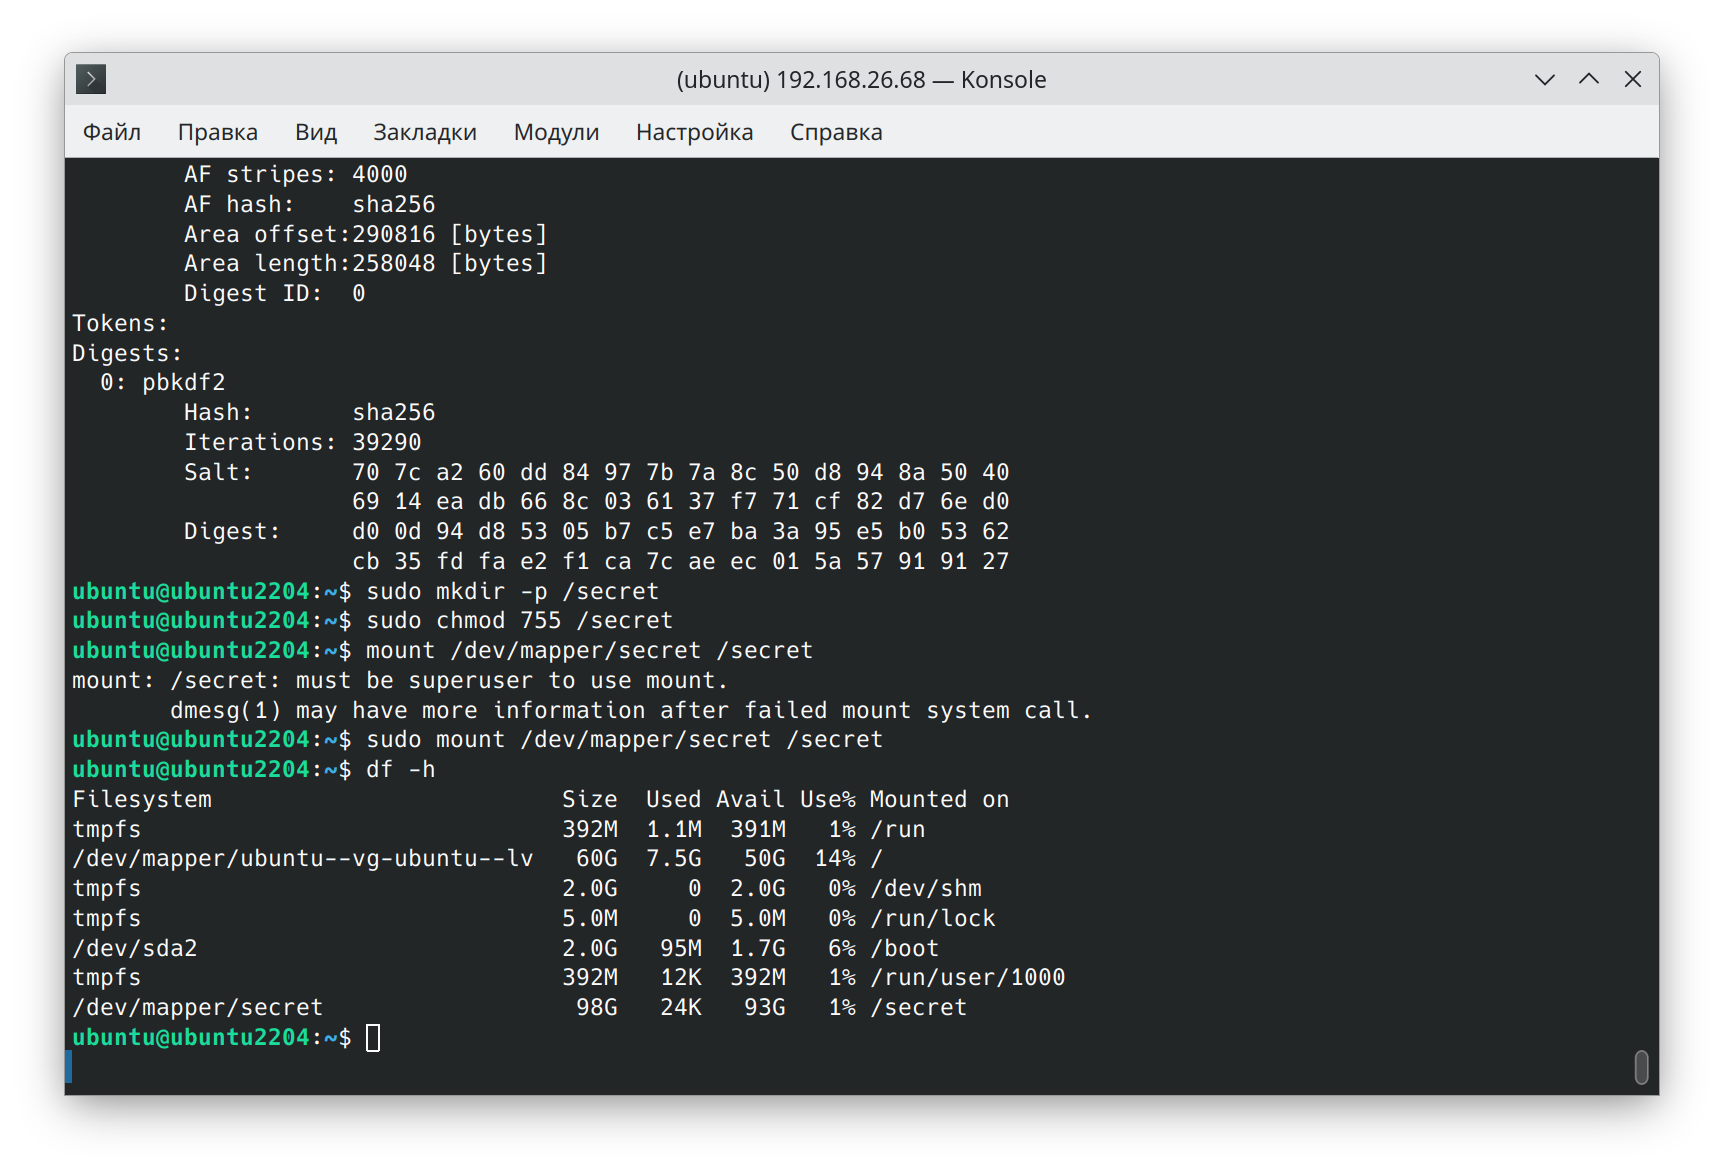 (ubuntu) 192.168.26.68 — Konsole
Файл Правка Вид Закладки Модули Настройка Справка
        AF stripes: 4000
        AF hash:    sha256
        Area offset:290816 [bytes]
        Area length:258048 [bytes]
        Digest ID:  0
Tokens:
Digests:
  0: pbkdf2
        Hash:       sha256
        Iterations: 39290
        Salt:       70 7c a2 60 dd 84 97 7b 7a 8c 50 d8 94 8a 50 40
                    69 14 ea db 66 8c 03 61 37 f7 71 cf 82 d7 6e d0
        Digest:     d0 0d 94 d8 53 05 b7 c5 e7 ba 3a 95 e5 b0 53 62
                    cb 35 fd fa e2 f1 ca 7c ae ec 01 5a 57 91 91 27
ubuntu@ubuntu2204:~$ sudo mkdir -p /secret
ubuntu@ubuntu2204:~$ sudo chmod 755 /secret
ubuntu@ubuntu2204:~$ mount /dev/mapper/secret /secret
mount: /secret: must be superuser to use mount.
       dmesg(1) may have more information after failed mount system call.
ubuntu@ubuntu2204:~$ sudo mount /dev/mapper/secret /secret
ubuntu@ubuntu2204:~$ df -h
Filesystem                         Size  Used Avail Use% Mounted on
tmpfs                              392M  1.1M  391M   1% /run
/dev/mapper/ubuntu--vg-ubuntu--lv   60G  7.5G   50G  14% /
tmpfs                              2.0G     0  2.0G   0% /dev/shm
tmpfs                              5.0M     0  5.0M   0% /run/lock
/dev/sda2                          2.0G   95M  1.7G   6% /boot
tmpfs                              392M   12K  392M   1% /run/user/1000
/dev/mapper/secret                  98G   24K   93G   1% /secret
ubuntu@ubuntu2204:~$